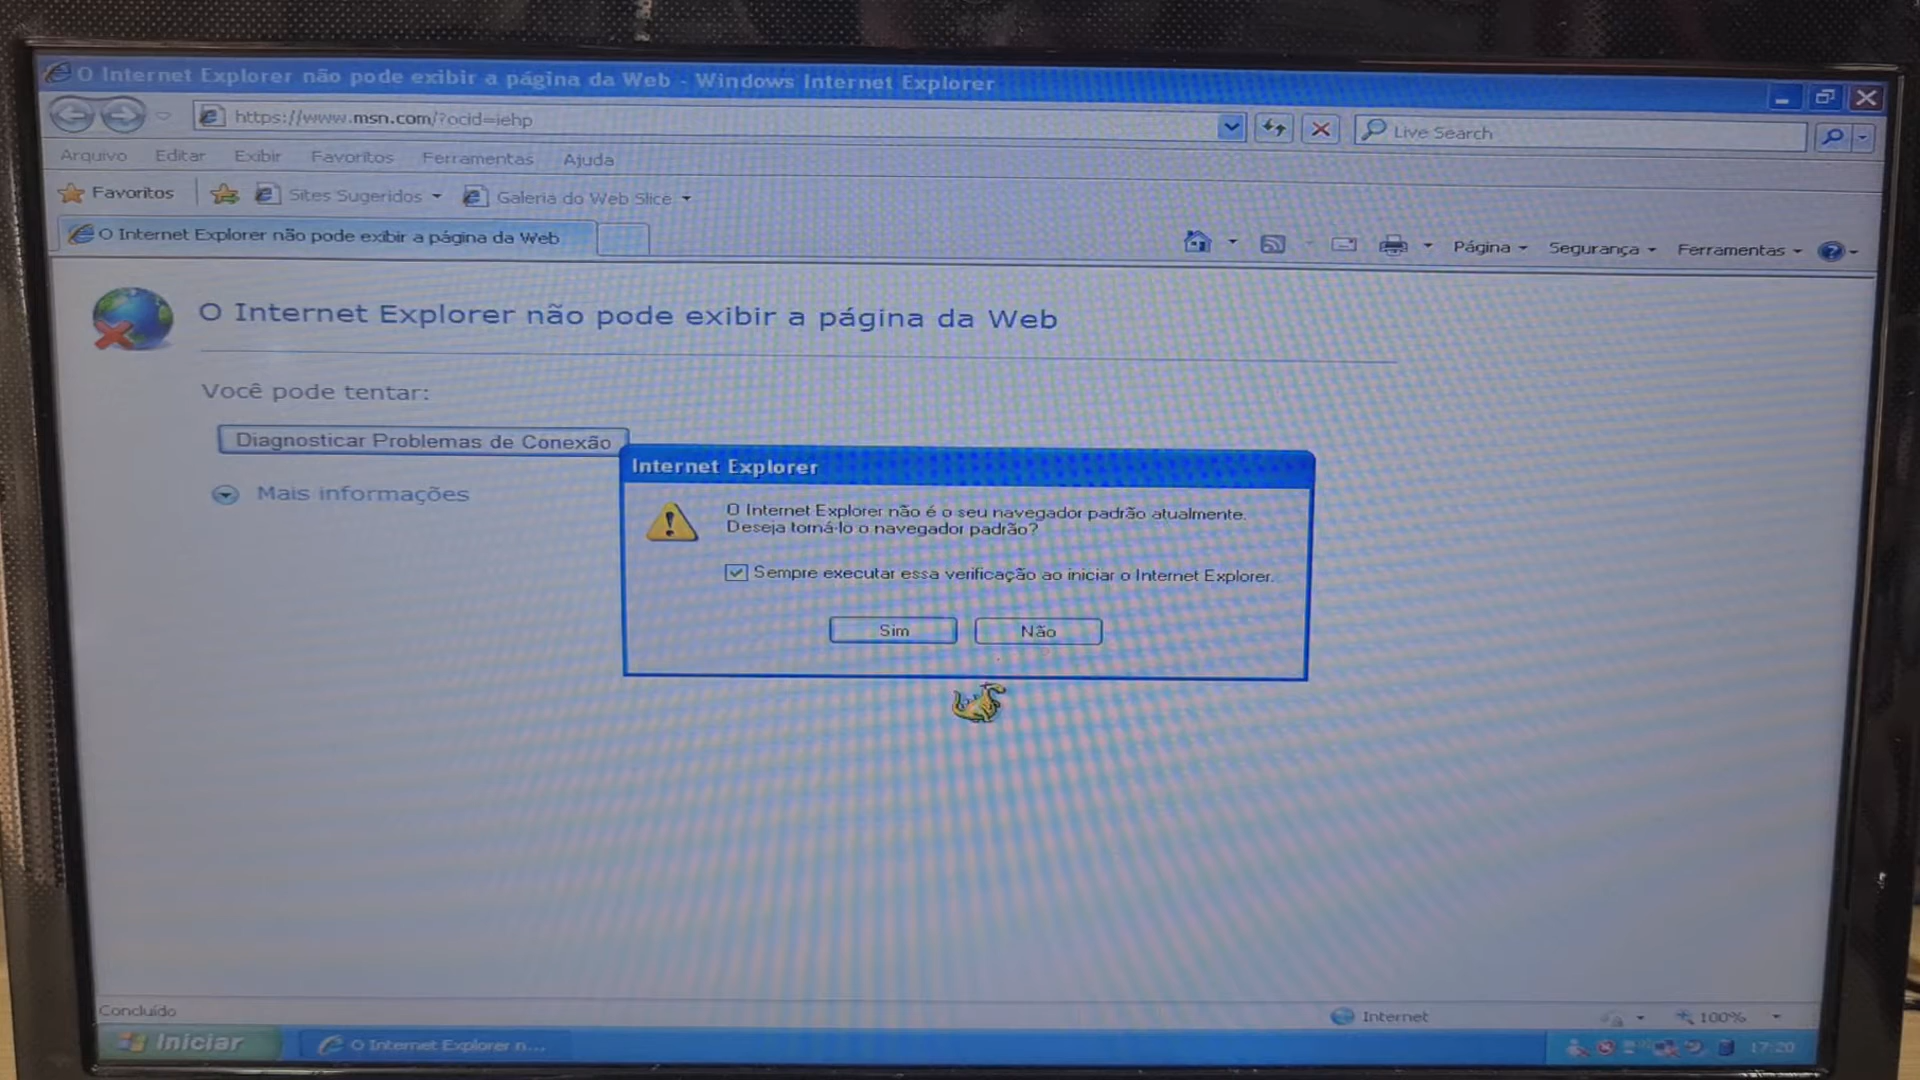 O Internet Explorer não pode exibir a página da Web - Windows Internet Explorer
https://www.msn.com/?ocid=iehp
Live Search
Arquivo Editar Exibir Favoritos Ferramentas Ajuda
Favoritos Sites Sugeridos Galeria do Web Slice
O Internet Explorer não pode exibir a página da Web
Página Segurança Ferramentas
O Internet Explorer não pode exibir a página da Web
Você pode tentar:
Diagnosticar Problemas de Conexão
Mais informações
Internet Explorer
O Internet Explorer não é o seu navegador padrão atualmente.
Deseja torná-lo o navegador padrão?
Sempre executar essa verificação ao iniciar o Internet Explorer.
Sim Não
Concluído
Internet
100%
Iniciar
O Internet Explorer n...
17:20